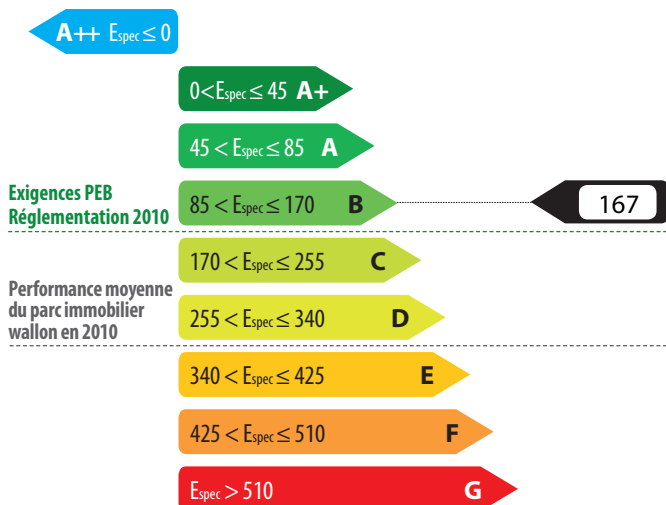 A++ Espec ≤ 0
0<Espec ≤ 45 A+
45 < Espec ≤ 85 A
Exigences PEB
Réglementation 2010
85 < Espec ≤ 170 B
167
170 < Espec ≤ 255 C
Performance moyenne
du parc immobilier
wallon en 2010
255 < Espec ≤ 340 D
340 < Espec ≤ 425 E
425 < Espec ≤ 510 F
Espec > 510 G